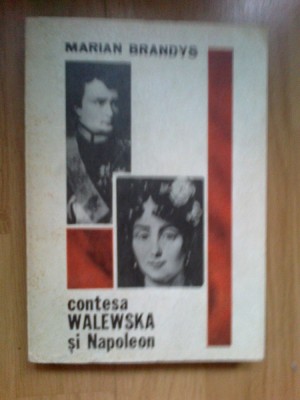 MARIAN BRANDYS
contesa
WALEWSKA
și Napoleon